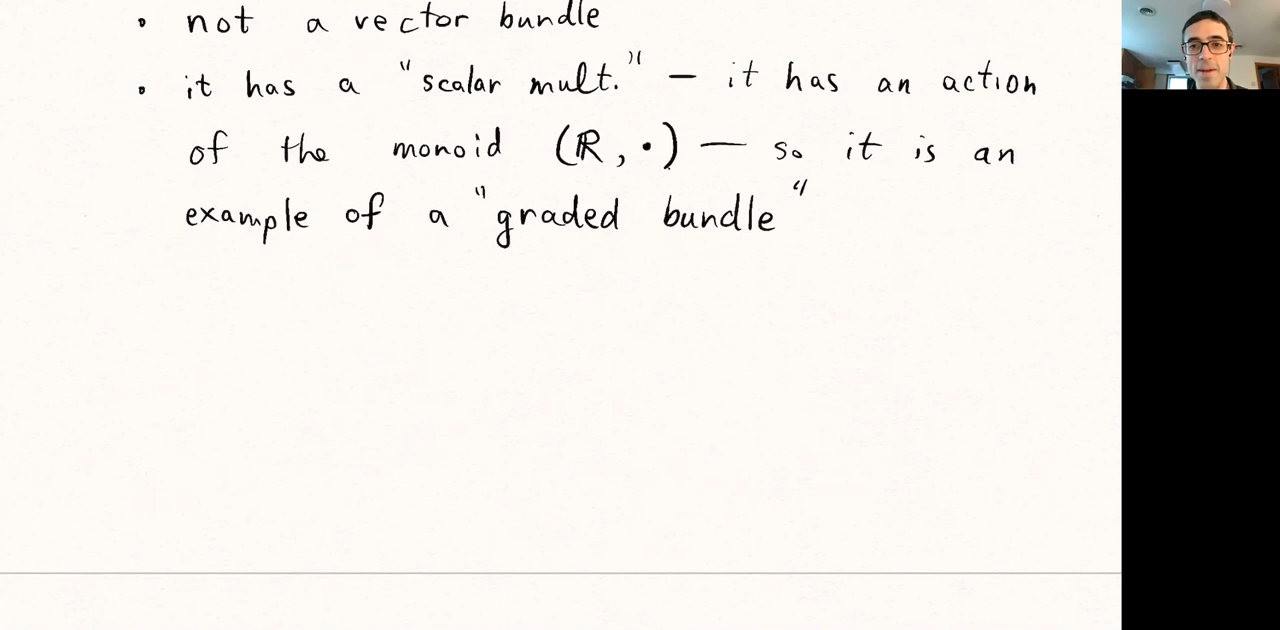 • not a vector bundle
• it has a "scalar mult." — it has an action
of the monoid (ℝ, ·) — so it is an
example of a "graded bundle"